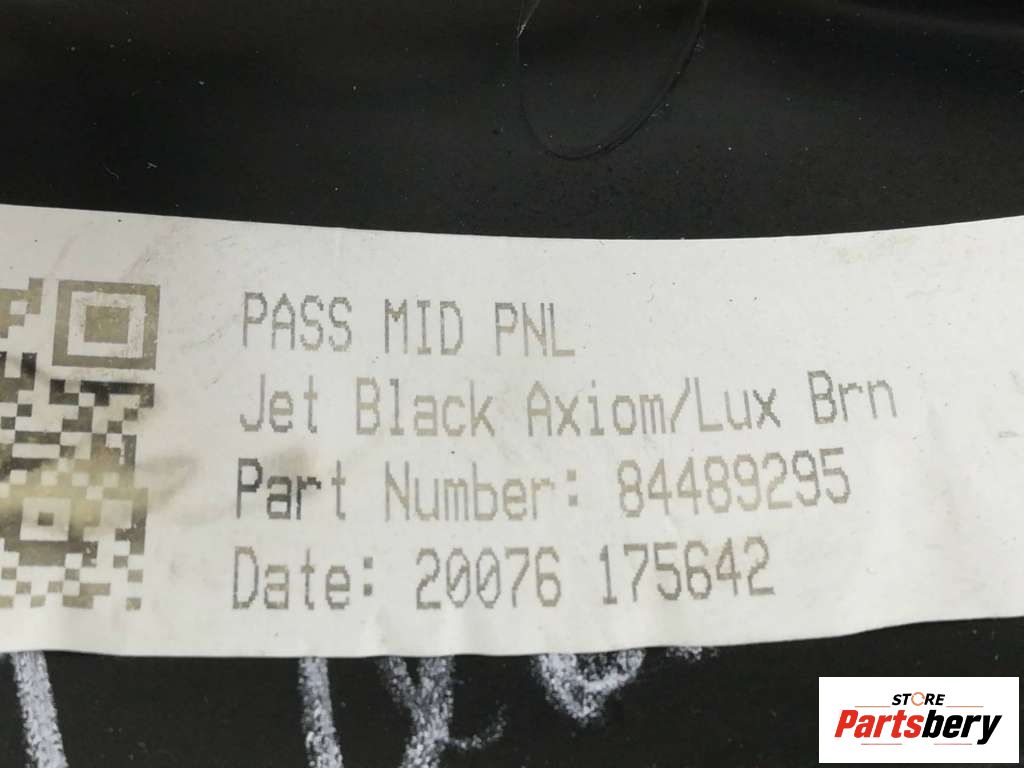 PASS MID PNL
Jet Black Axiom/Lux Brn
Part Number: 84489295
Date: 20076 175642
STORE
Partsbery